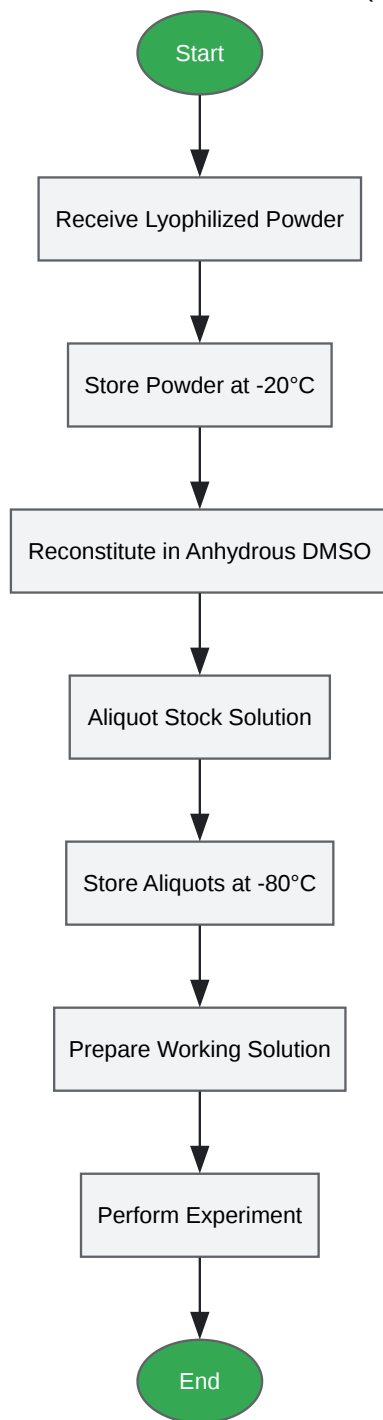 Start
Receive Lyophilized Powder
Store Powder at -20°C
Reconstitute in Anhydrous DMSO
Aliquot Stock Solution
Store Aliquots at -80°C
Prepare Working Solution
Perform Experiment
End